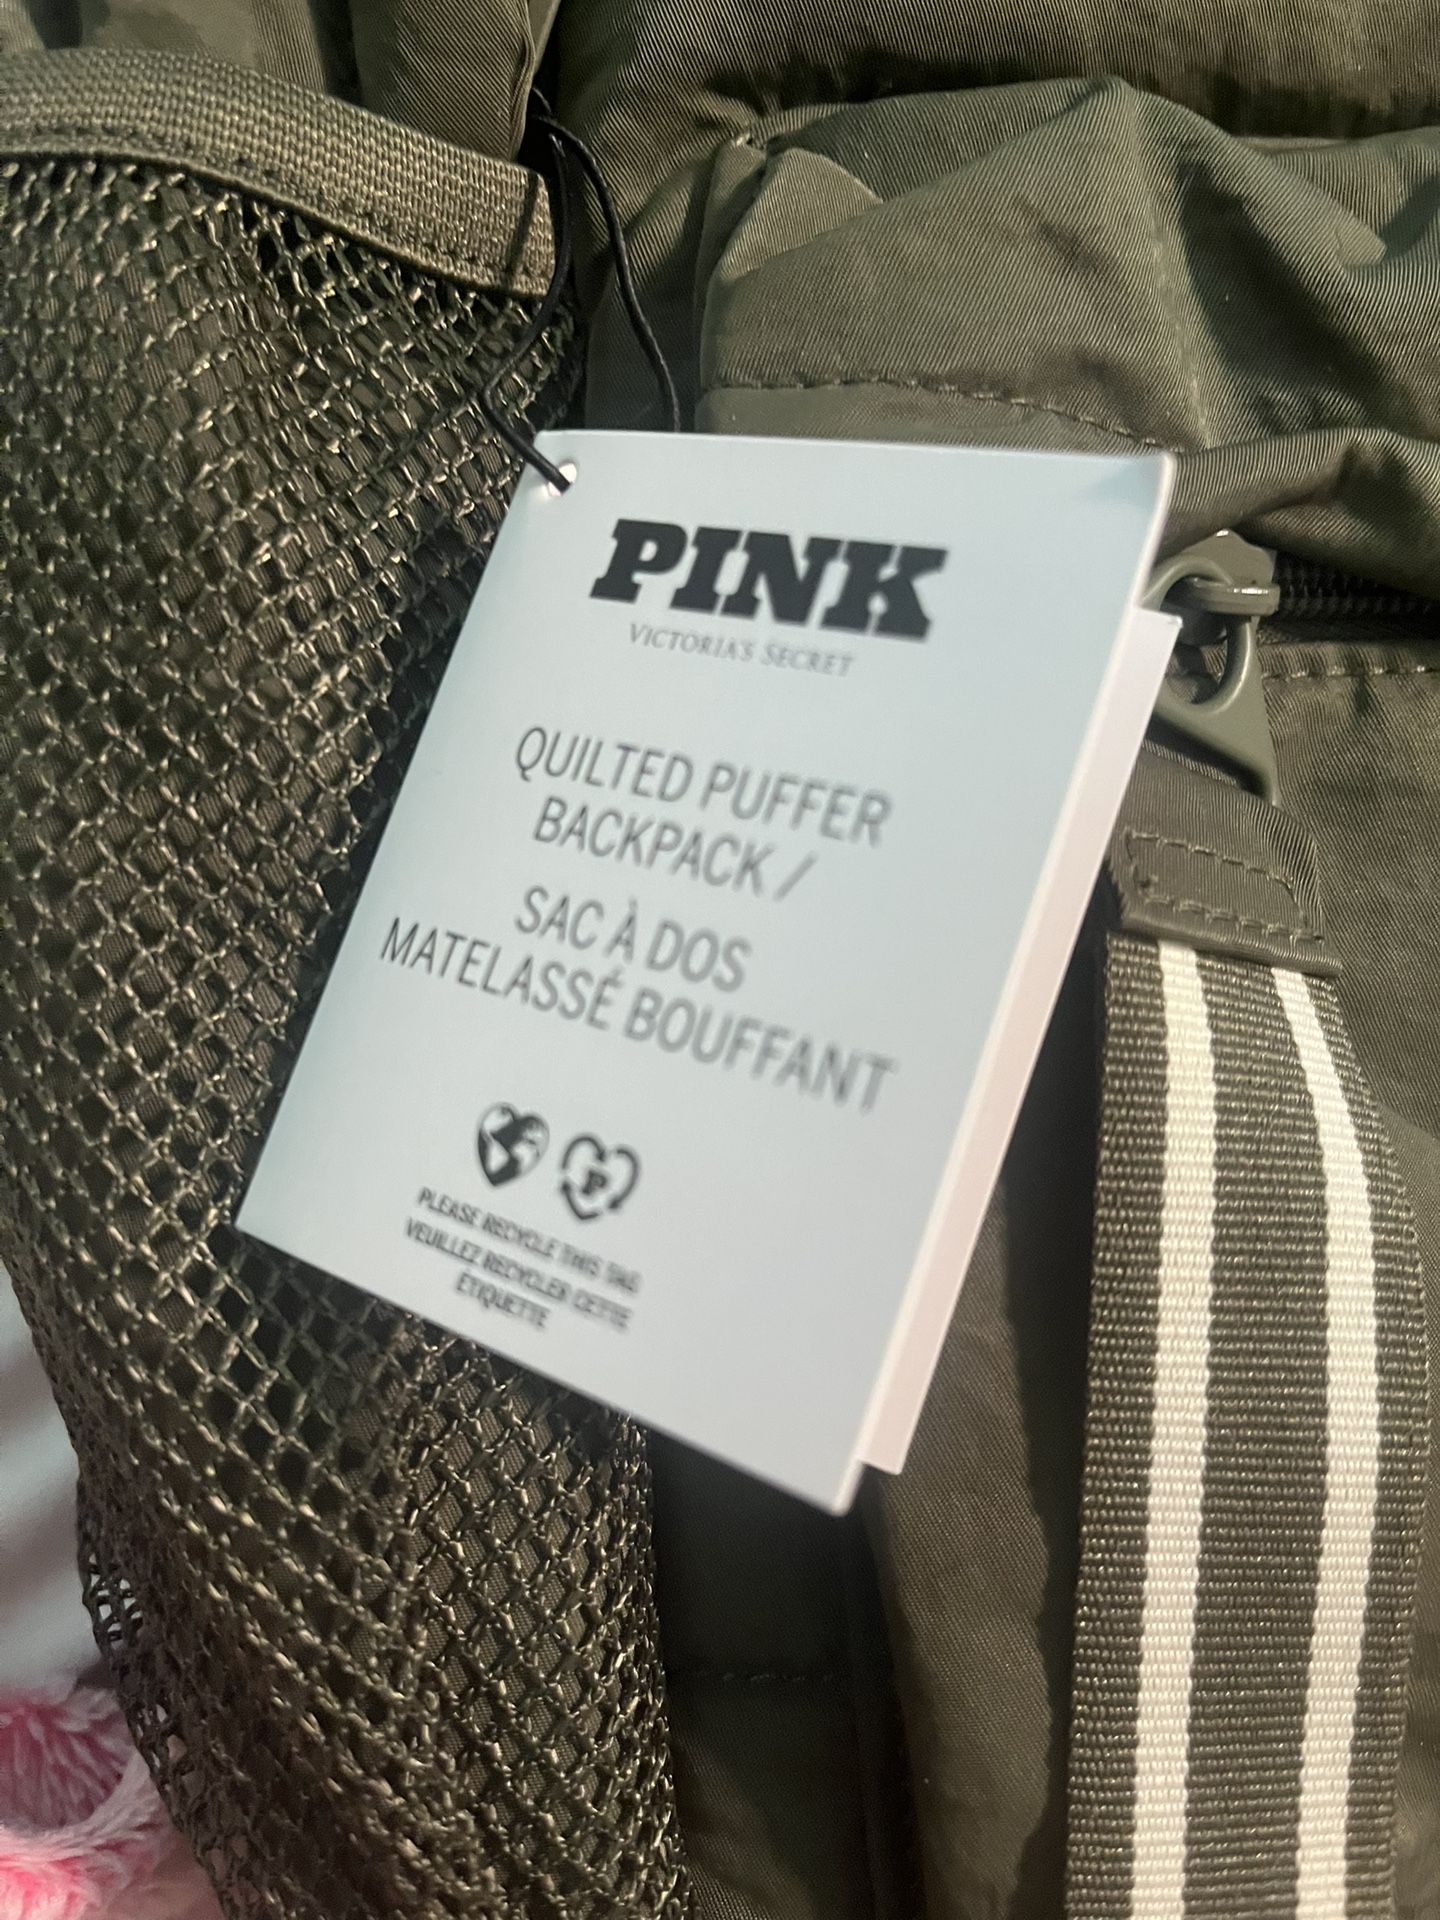 PINK
VICTORIA'S SECRET
QUILTED PUFFER
BACKPACK /
SAC À DOS
MATELASSÉ BOUFFANT
P
PLEASE RECYCLE THIS TAG
VEUILLEZ RECYCLER CETTE
ÉTIQUETTE